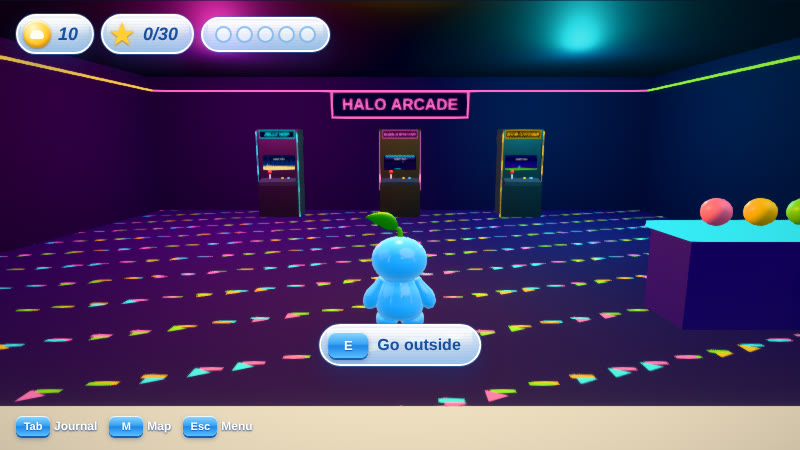 10
0/30
HALO ARCADE
E Go outside
Tab Journal M Map Esc Menu